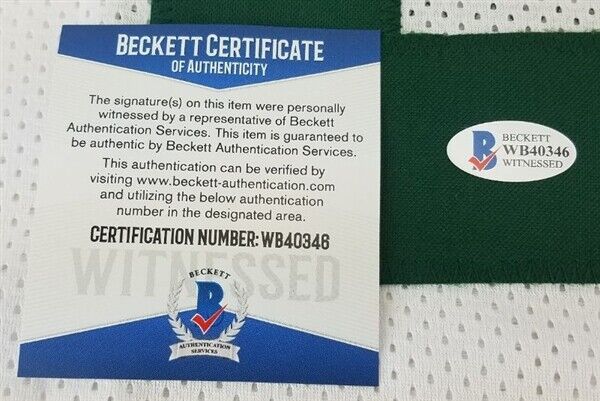 BECKETT CERTIFICATE
OF AUTHENTICITY
The signature(s) on this item were personally
witnessed by a representative of Beckett
Authentication Services. This item is guaranteed to
be authentic by Beckett Authentication Services.
This authentication can be verified by
visiting www.beckett-authentication.com
and utilizing the below authentication
number in the designated area.
CERTIFICATION NUMBER: WB40346
WITNESSED
BECKETT
B
AUTHENTICATION
SERVICES
B
BECKETT
WB40346
WITNESSED